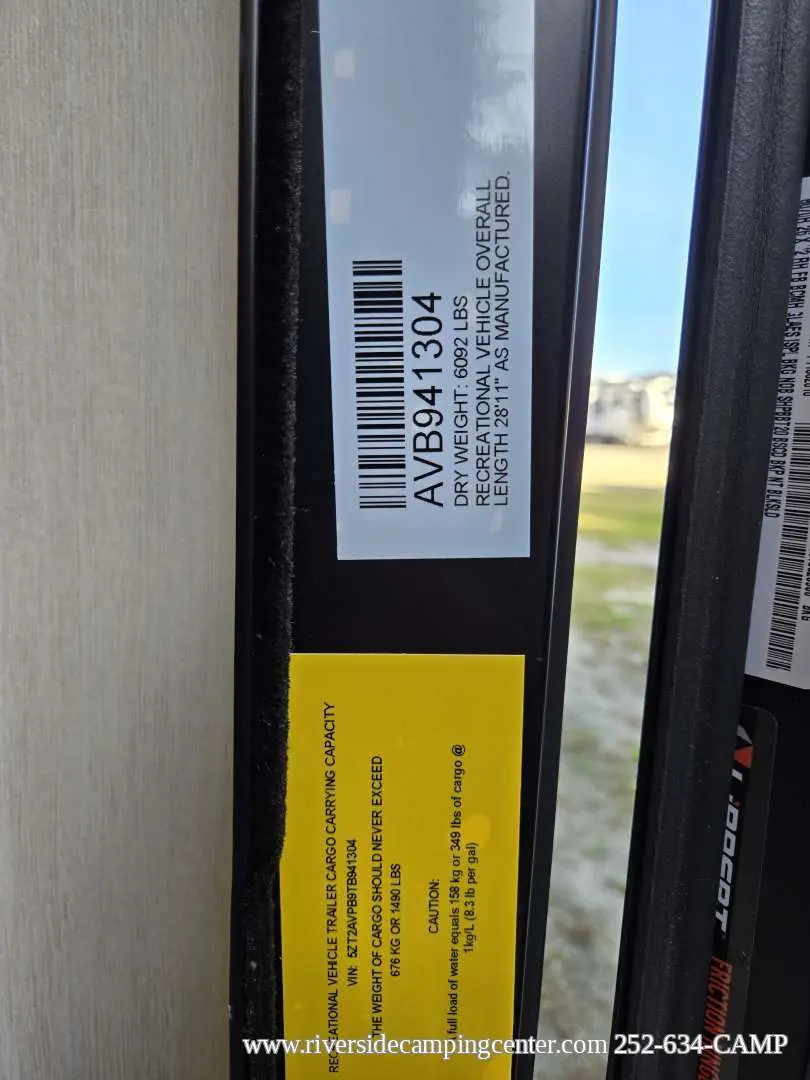 AVB941304
DRY WEIGHT: 6092 LBS
RECREATIONAL VEHICLE OVERALL
LENGTH 28'11" AS MANUFACTURED.
RECREATIONAL VEHICLE TRAILER CARGO CARRYING CAPACITY
VIN: 5ZT2AVPB9TB941304
THE WEIGHT OF CARGO SHOULD NEVER EXCEED
676 KG OR 1490 LBS
CAUTION:
full load of water equals 158 kg or 349 lbs of cargo @
1kg/L (8.3 lb per gal)
LIPPERT
FRICTION
www.riversidecampingcenter.com 252-634-CAMP